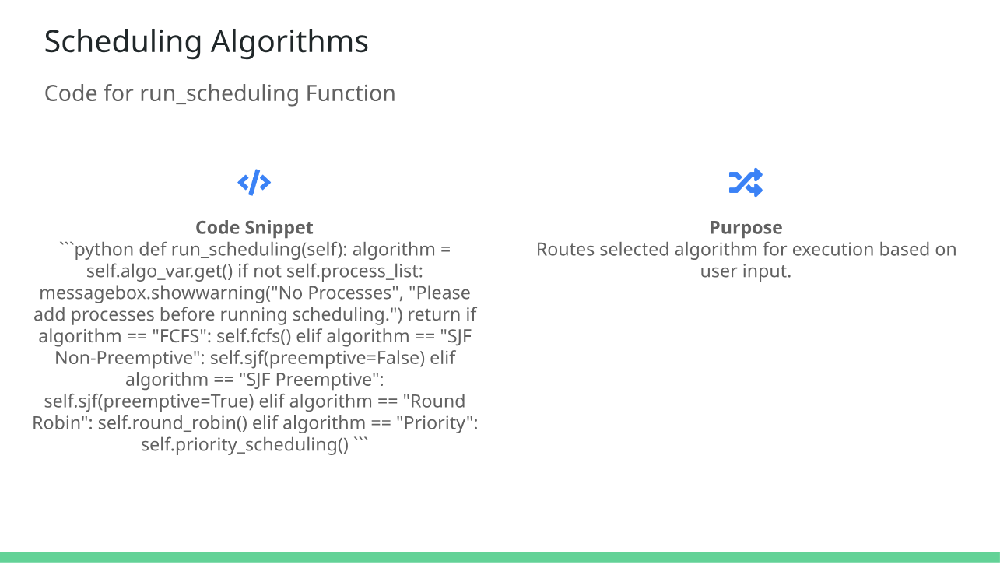 Scheduling Algorithms
Code for run_scheduling Function
Code Snippet
```python def run_scheduling(self): algorithm =
self.algo_var.get() if not self.process_list:
messagebox.showwarning("No Processes", "Please
add processes before running scheduling.") return if
algorithm == "FCFS": self.fcfs() elif algorithm == "SJF
Non-Preemptive": self.sjf(preemptive=False) elif
algorithm == "SJF Preemptive":
self.sjf(preemptive=True) elif algorithm == "Round
Robin": self.round_robin() elif algorithm == "Priority":
self.priority_scheduling() ```
Purpose
Routes selected algorithm for execution based on
user input.